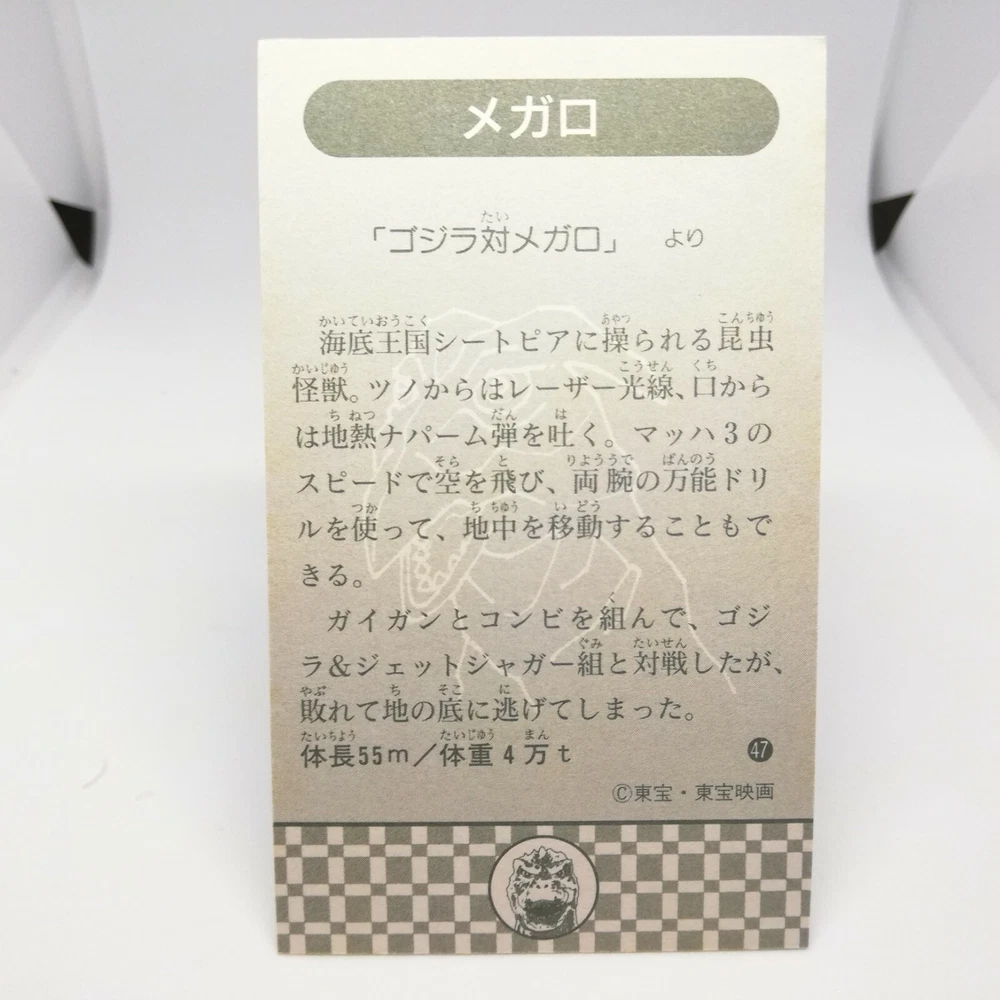 メガロ
「ゴジラ対メガロ」 より
海底王国シートピアに操られる昆虫
怪獣。ツノからはレーザー光線、口から
は地熱ナパーム弾を吐く。マッハ3の
スピードで空を飛び、両腕の万能ドリ
ルを使って、地中を移動することもで
きる。
ガイガンとコンビを組んで、ゴジ
ラ&ジェットジャガー組と対戦したが、
敗れて地の底に逃げてしまった。
体長55m/体重4万t
47
©東宝・東宝映画